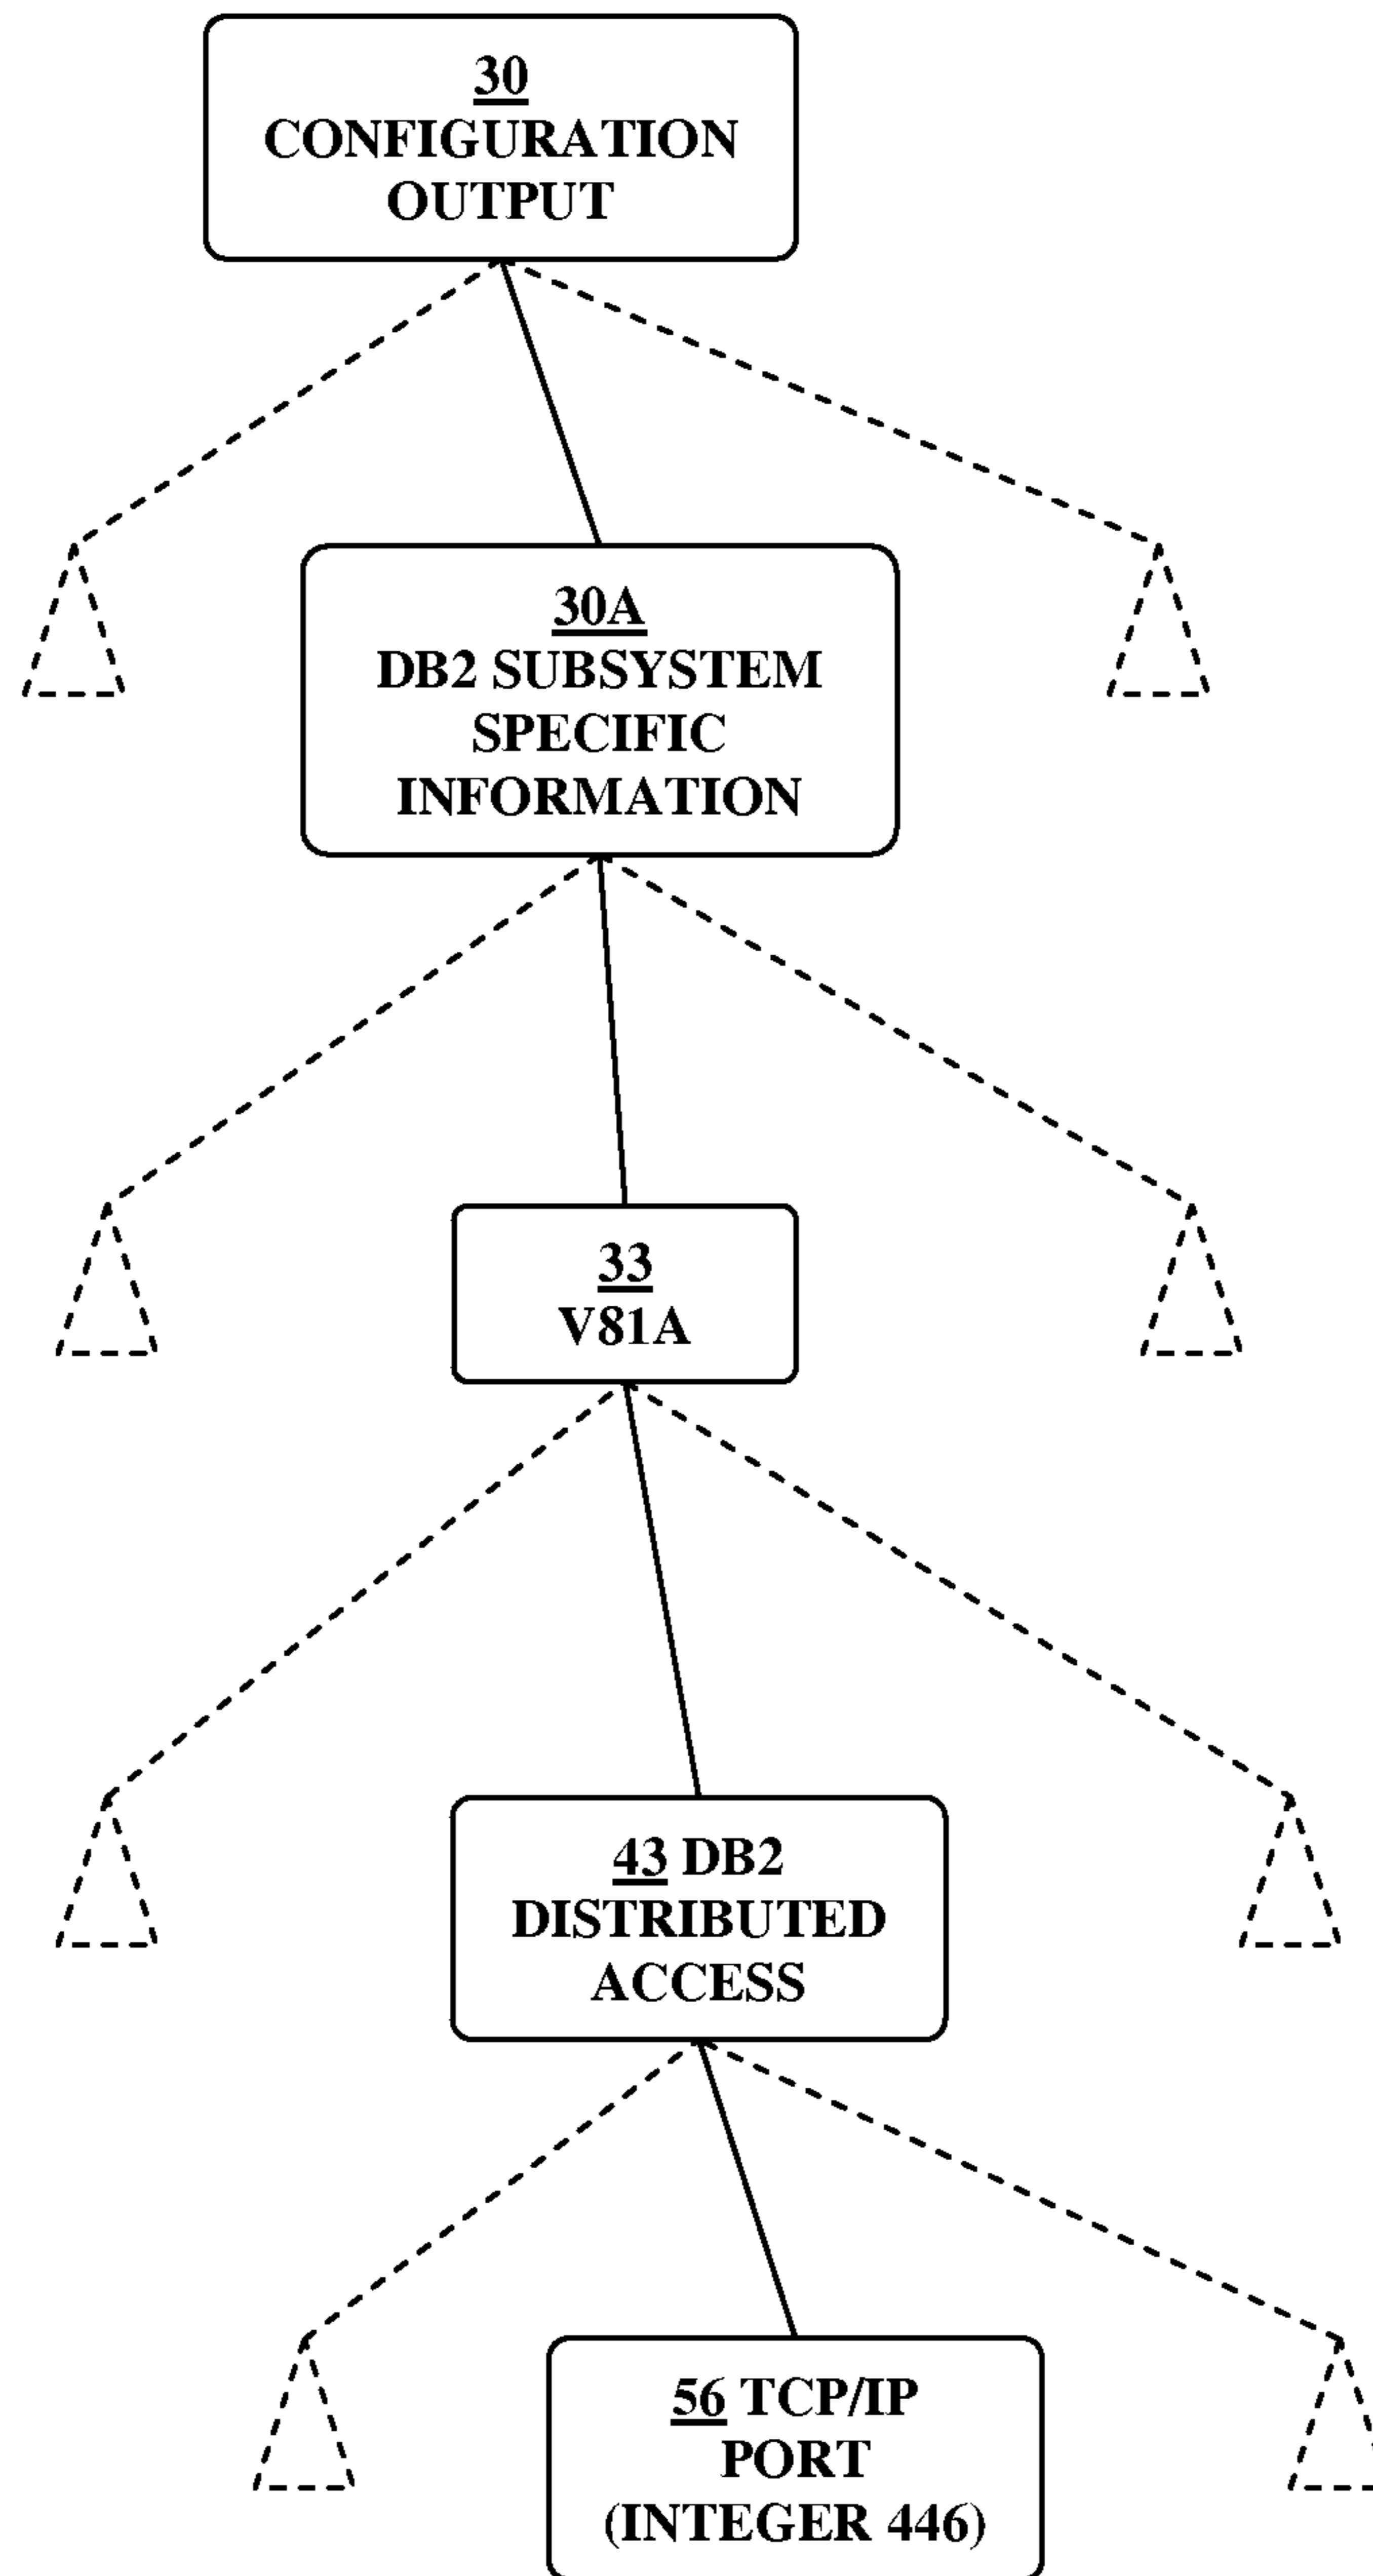 30
CONFIGURATION
OUTPUT
30A
DB2 SUBSYSTEM
SPECIFIC
INFORMATION
33
V81A
43 DB2
DISTRIBUTED
ACCESS
56 TCP/IP
PORT
(INTEGER 446)